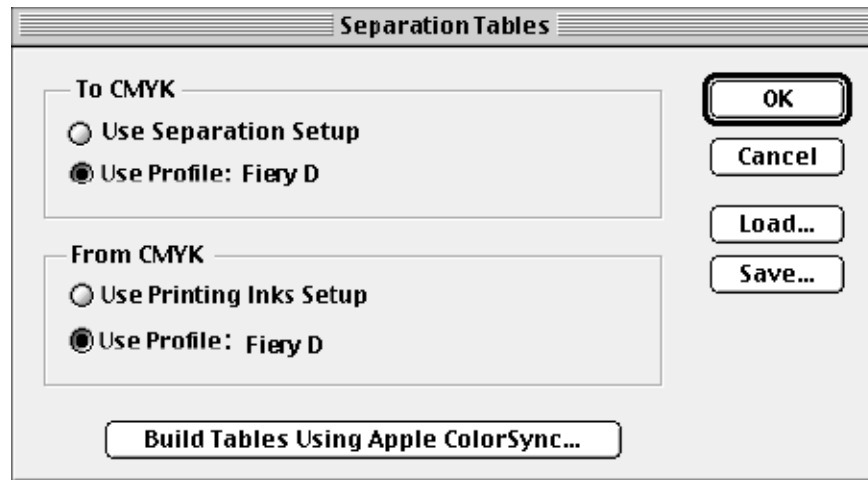 Separation Tables
To CMYK
Use Separation Setup
Use Profile: Fiery D
From CMYK
Use Printing Inks Setup
Use Profile: Fiery D
OK
Cancel
Load...
Save...
Build Tables Using Apple ColorSync...